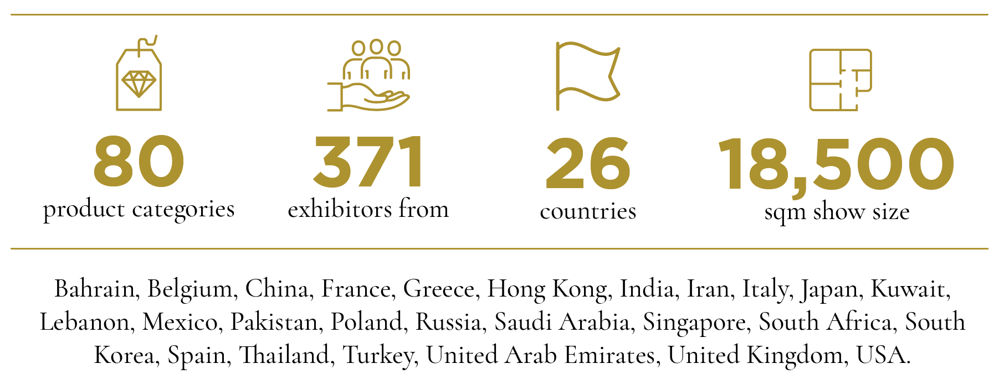 80
product categories
371
exhibitors from
26
countries
18,500
sqm show size
Bahrain, Belgium, China, France, Greece, Hong Kong, India, Iran, Italy, Japan, Kuwait,
Lebanon, Mexico, Pakistan, Poland, Russia, Saudi Arabia, Singapore, South Africa, South
Korea, Spain, Thailand, Turkey, United Arab Emirates, United Kingdom, USA.